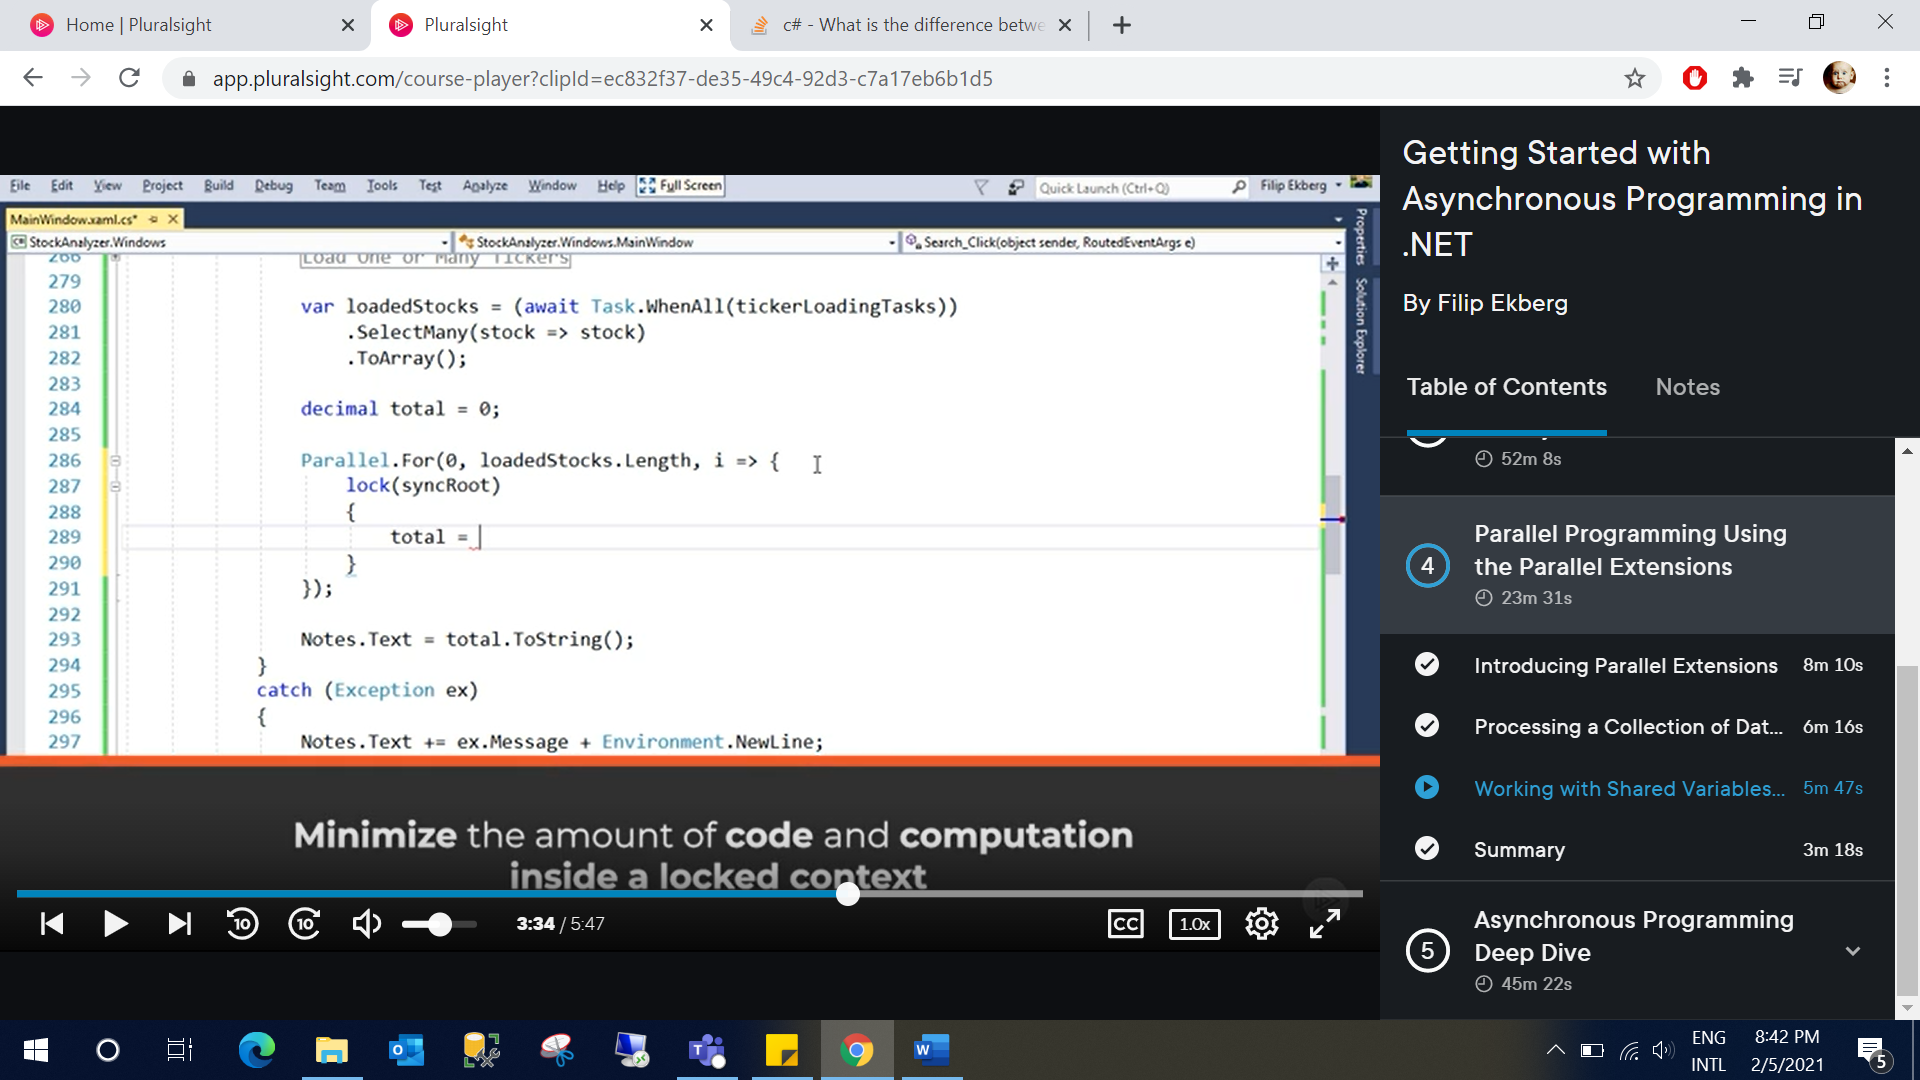 Home | Pluralsight
Pluralsight
c# - What is the difference betwe
app.pluralsight.com/course-player?clipId=ec832f37-de35-49c4-92d3-c7a17eb6b1d5
File Edit View Project Build Debug Team Tools Test Analyze Window Help Full Screen
Quick Launch (Ctrl+Q)
Filip Ekberg
MainWindow.xaml.cs*
StockAnalyzer.Windows
StockAnalyzer.Windows.MainWindow
Search_Click(object sender, RoutedEventArgs e)
Properties
Solution Explorer
266 Load One or Many Tickers
279
280 var loadedStocks = (await Task.WhenAll(tickerLoadingTasks))
281 .SelectMany(stock => stock)
282 .ToArray();
283
284 decimal total = 0;
285
286 Parallel.For(0, loadedStocks.Length, i => {
287 lock(syncRoot)
288 {
289 total =
290 }
291 });
292
293 Notes.Text = total.ToString();
294 }
295 catch (Exception ex)
296 {
297 Notes.Text += ex.Message + Environment.NewLine;
Minimize the amount of code and computation
inside a locked context
10
10
3:34 / 5:47
CC
1.0x
Getting Started with
Asynchronous Programming in
.NET
By Filip Ekberg
Table of Contents
Notes
52m 8s
4
Parallel Programming Using
the Parallel Extensions
23m 31s
Introducing Parallel Extensions 8m 10s
Processing a Collection of Dat... 6m 16s
Working with Shared Variables... 5m 47s
Summary 3m 18s
5
Asynchronous Programming
Deep Dive
45m 22s
ENG
INTL
8:42 PM
2/5/2021
5